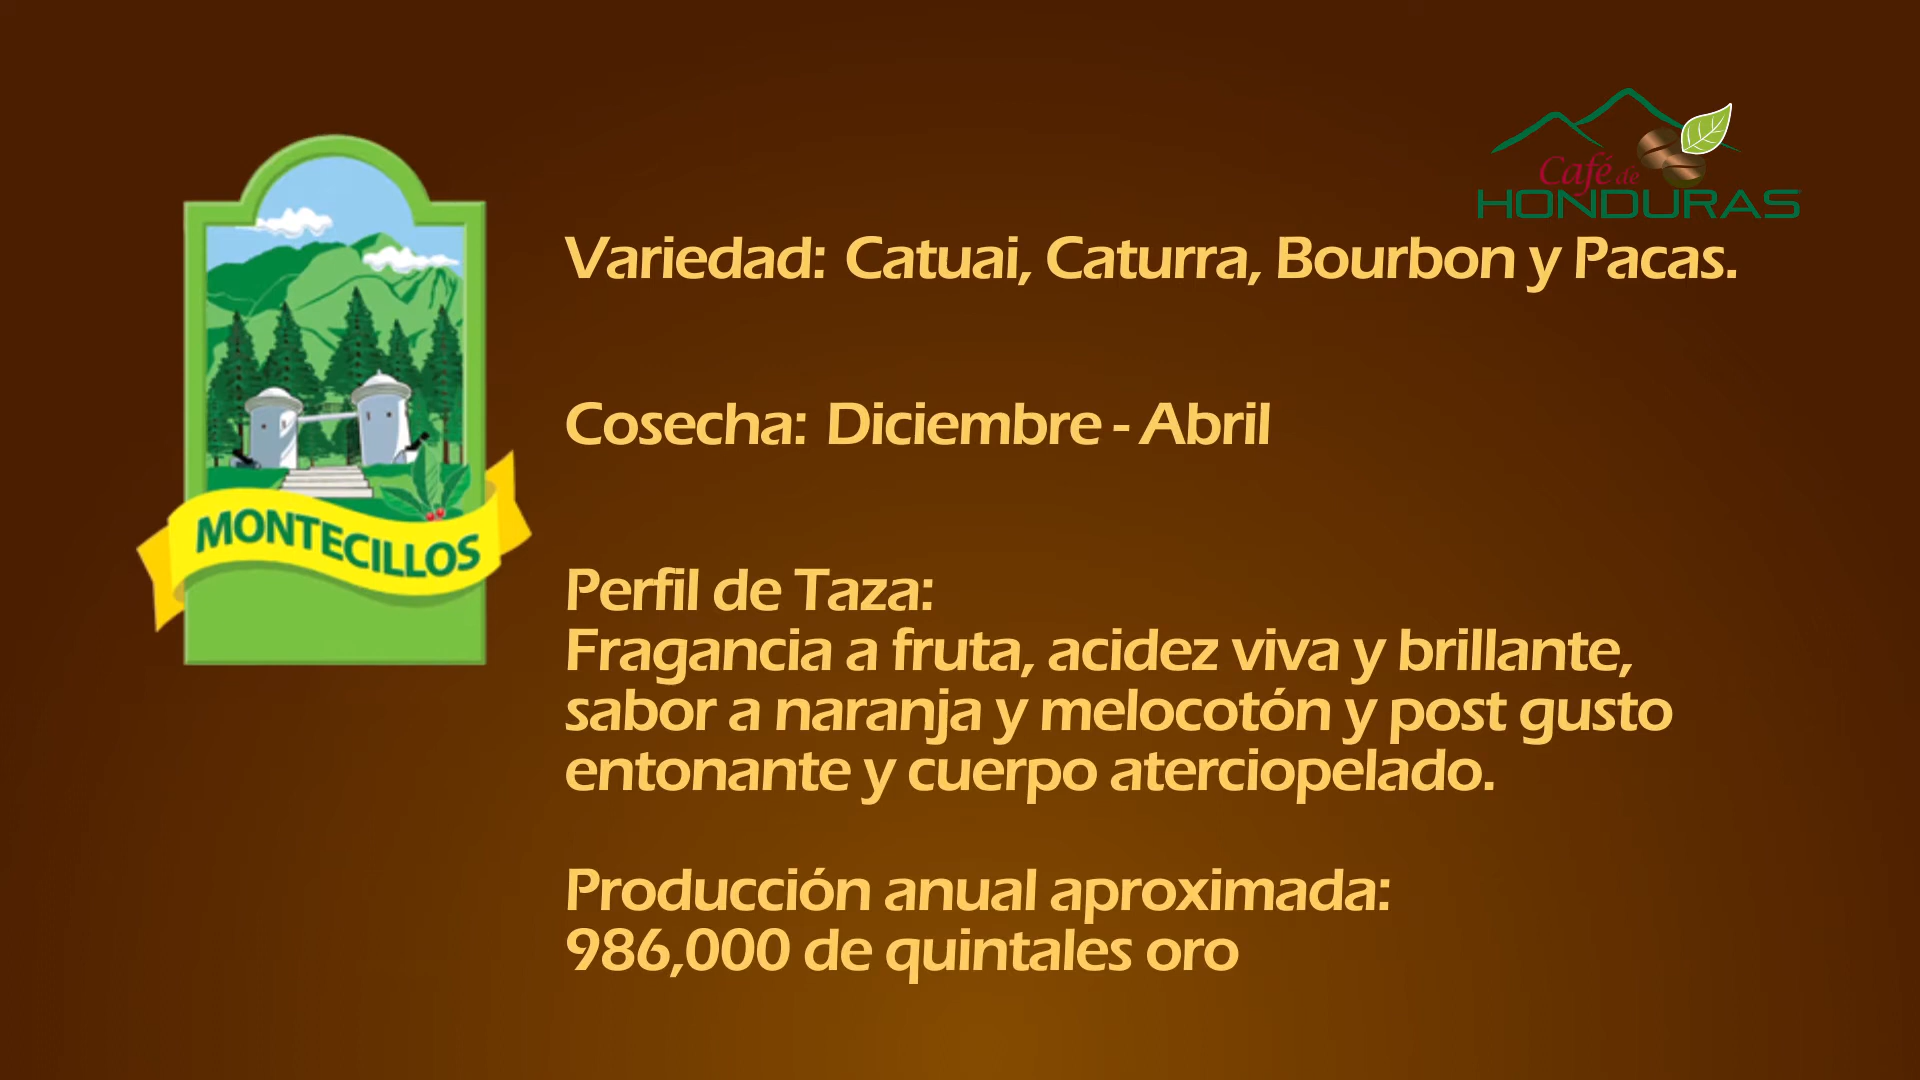 Café de
HONDURAS
MONTECILLOS
Variedad: Catuai, Caturra, Bourbon y Pacas.
Cosecha: Diciembre - Abril
Perfil de Taza:
Fragancia a fruta, acidez viva y brillante,
sabor a naranja y melocotón y post gusto
entonante y cuerpo aterciopelado.
Producción anual aproximada:
986,000 de quintales oro